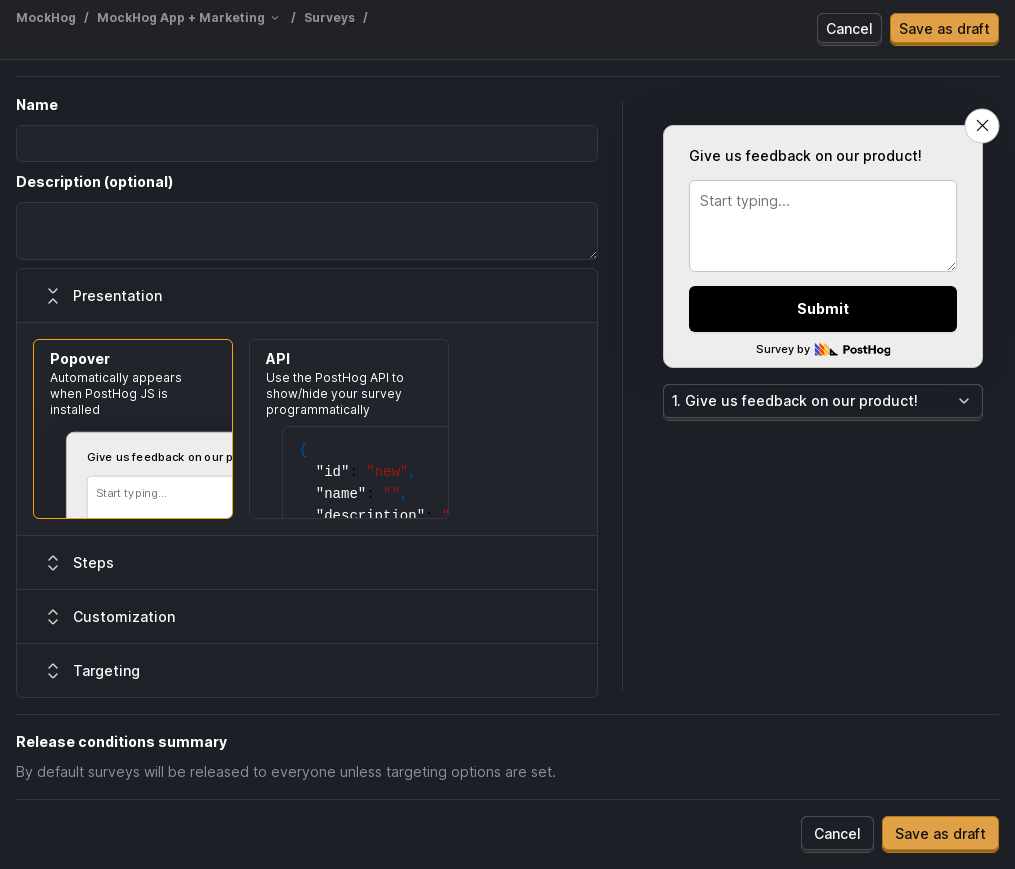 MockHog / MockHog App + Marketing / Surveys /
Cancel
Save as draft
Name
Description (optional)
Presentation
Popover
Automatically appears
when PostHog JS is
installed
Give us feedback on our p
Start typing...
API
Use the PostHog API to
show/hide your survey
programmatically
{
"id": "new",
"name": "",
"description": "
Steps
Customization
Targeting
Give us feedback on our product!
Start typing...
Submit
Survey by PostHog
1. Give us feedback on our product!
Release conditions summary
By default surveys will be released to everyone unless targeting options are set.
Cancel
Save as draft